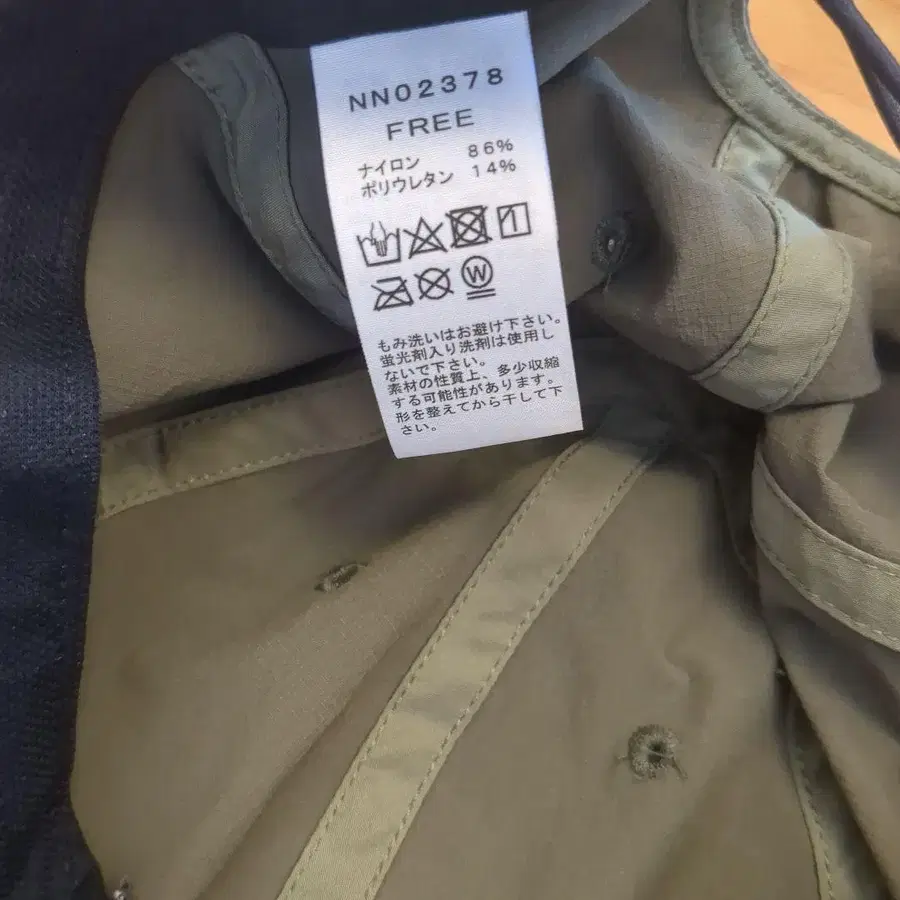 NN02378
FREE
ナイロン 86%
ポリウレタン 14%
W
もみ洗いはお避け下さい。
蛍光剤入り洗剤は使用し
ないで下さい。
素材の性質上、多少収縮
する可能性があります。
形を整えてから干して下
さい。